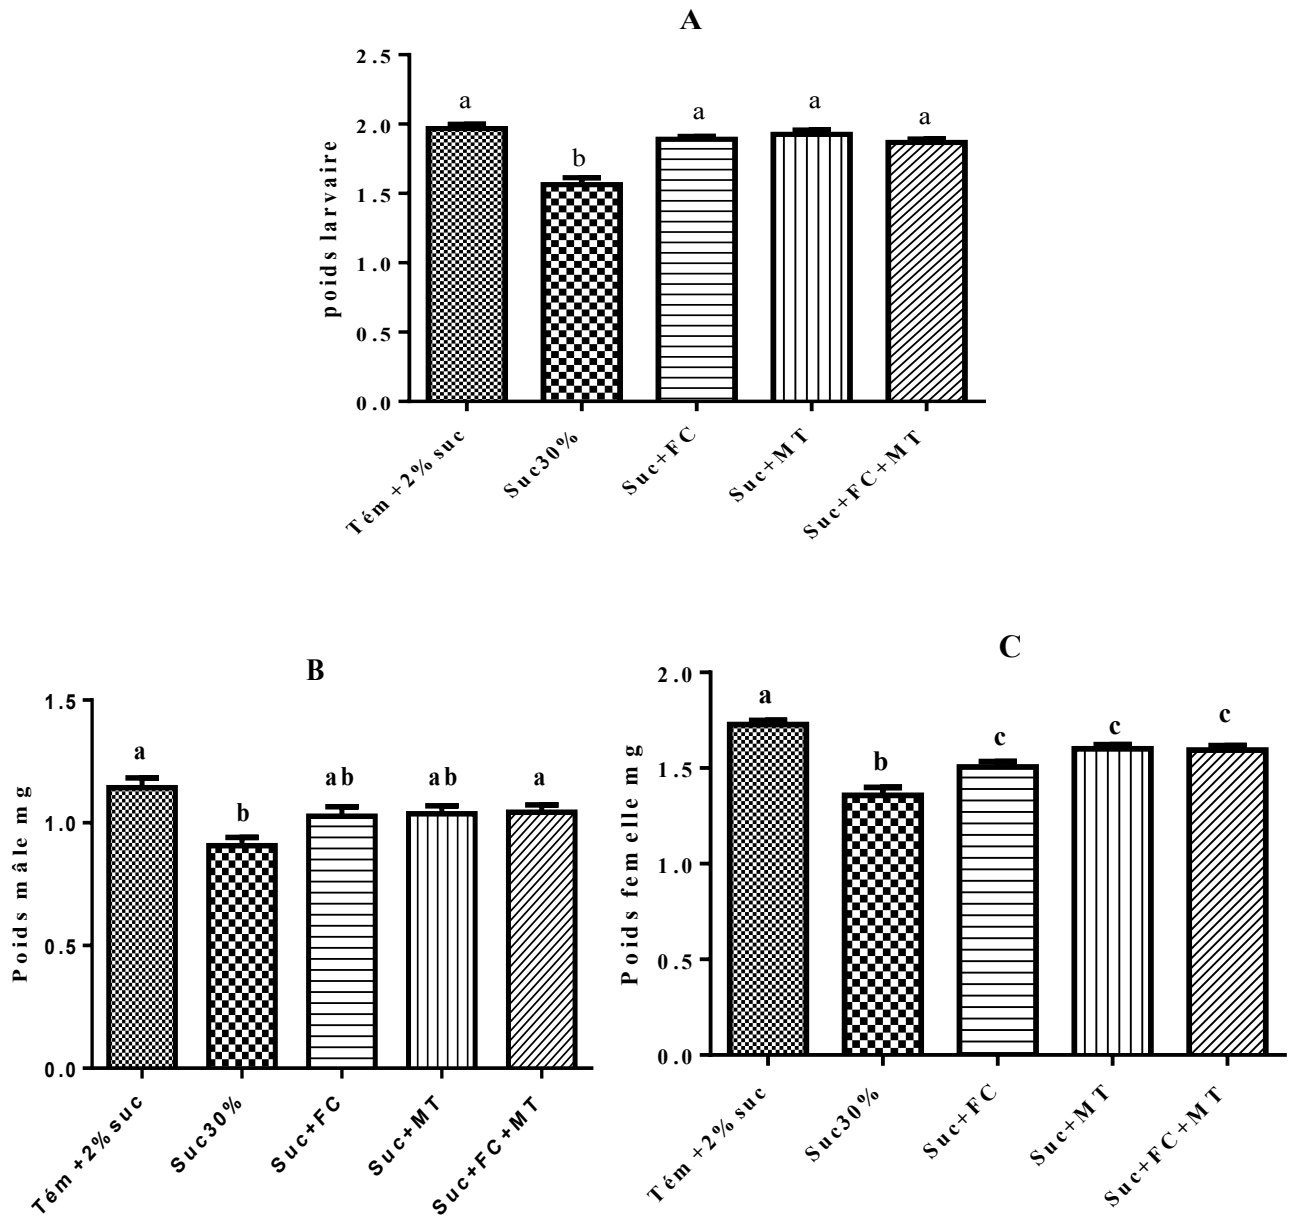 A
poids larvaire
2.5
2.0
1.5
1.0
0.5
0.0
a
b
a
a
a
Tém +2% suc
Suc30%
Suc+FC
Suc+MT
Suc+FC+MT
B
Poids mâle mg
1.5
1.0
0.5
0.0
a
b
ab
ab
a
Tém +2% suc
Suc30%
Suc+FC
Suc+MT
Suc+FC+MT
C
Poids femelle mg
2.0
1.5
1.0
0.5
0.0
a
b
c
c
c
Tém +2% suc
Suc30%
Suc+FC
Suc+MT
Suc+FC+MT